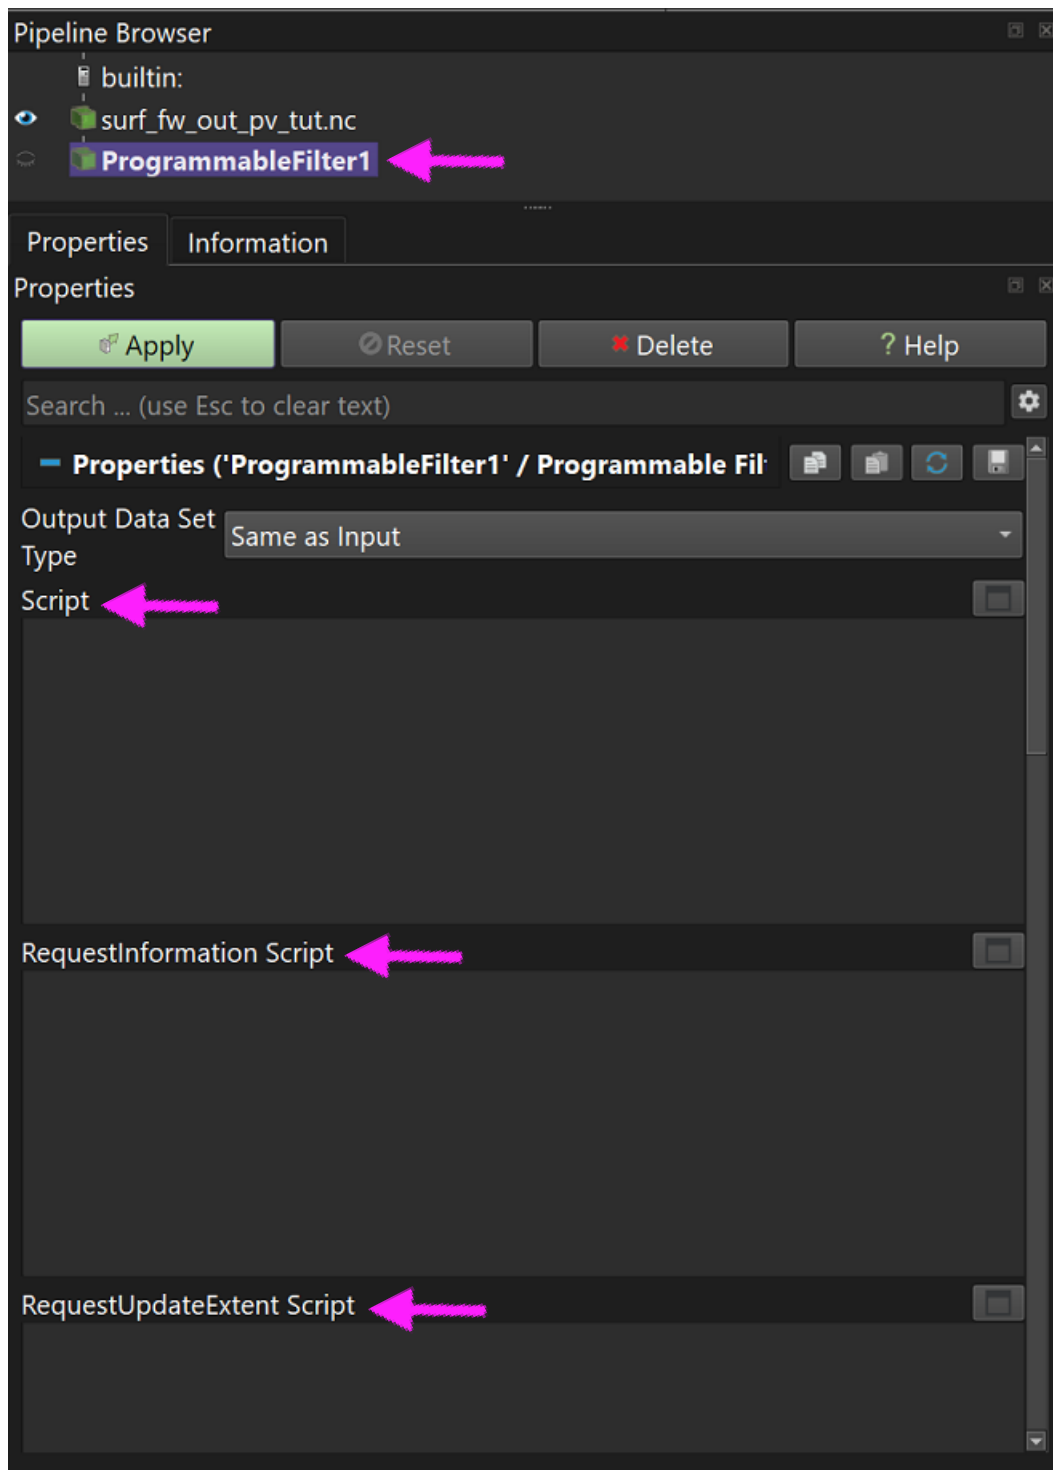 Pipeline Browser
builtin:
surf_fw_out_pv_tut.nc
ProgrammableFilter1
Properties Information
Properties
Apply Reset Delete ? Help
Search ... (use Esc to clear text)
Properties ('ProgrammableFilter1' / Programmable Fil
Output Data Set
Type
Same as Input
Script
RequestInformation Script
RequestUpdateExtent Script